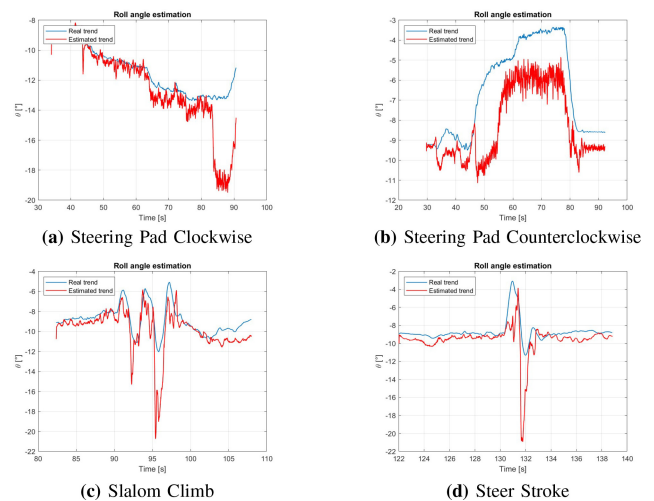 Roll angle estimation
Real trend
Estimated trend
-8
-10
-12
-14
-16
-18
-20
θ [°]
30 40 50 60 70 80 90 100
Time [s]
(a) Steering Pad Clockwise
Roll angle estimation
Real trend
Estimated trend
-3
-4
-5
-6
-7
-8
-9
-10
-11
-12
θ [°]
20 30 40 50 60 70 80 90 100
Time [s]
(b) Steering Pad Counterclockwise
Roll angle estimation
Real trend
Estimated trend
-4
-6
-8
-10
-12
-14
-16
-18
-20
-22
θ [°]
80 85 90 95 100 105 110
Time [s]
(c) Slalom Climb
Roll angle estimation
Real trend
Estimated trend
-2
-4
-6
-8
-10
-12
-14
-16
-18
-20
-22
θ [°]
122 124 126 128 130 132 134 136 138 140
Time [s]
(d) Steer Stroke